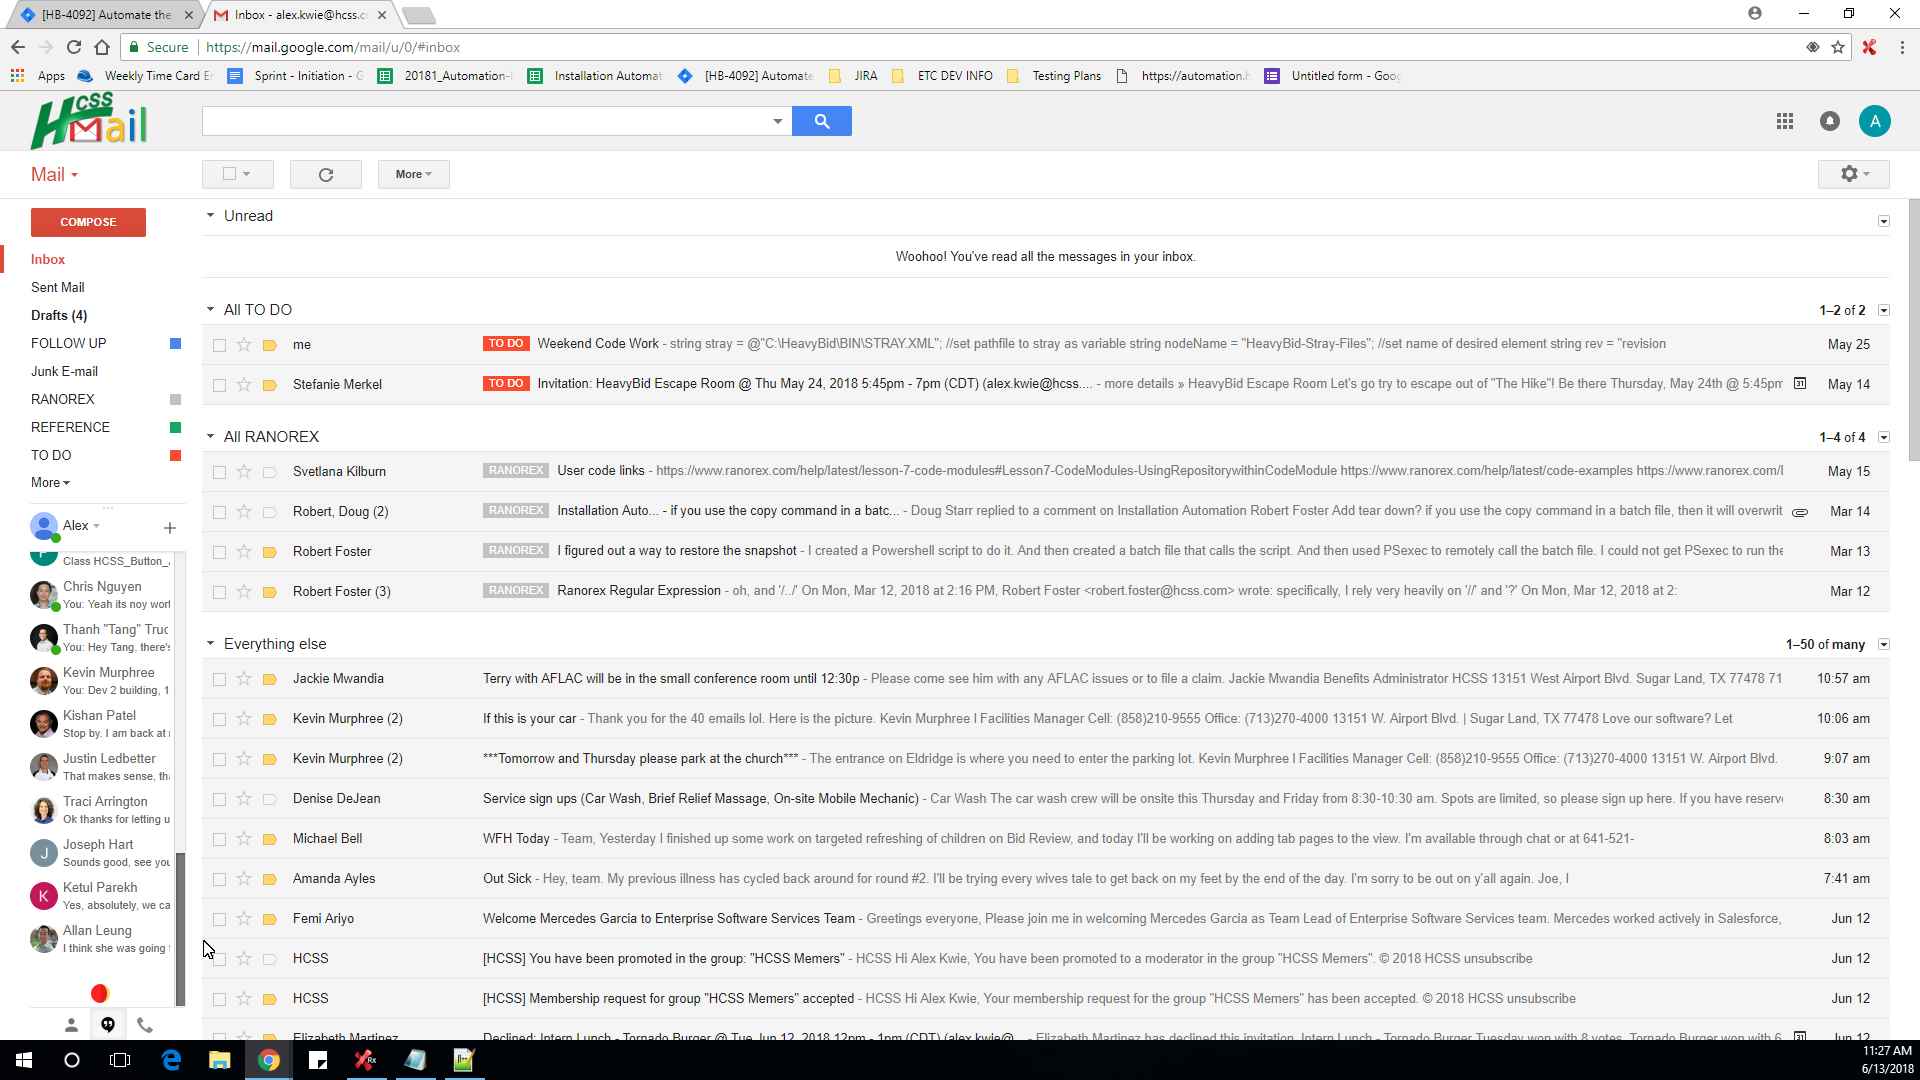 [HB-4092] Automate the
Inbox - alex.kwie@hcss.c
Secure
https://mail.google.com/mail/u/0/#inbox
Apps
Weekly Time Card E
Sprint - Initiation - G
20181_Automation-
Installation Automat
[HB-4092] Automate
JIRA
ETC DEV INFO
Testing Plans
https://automation.h
Untitled form - Goog
HCSS Mail
A
Mail
More
COMPOSE
Inbox
Sent Mail
Drafts (4)
FOLLOW UP
Junk E-mail
RANOREX
REFERENCE
TO DO
More
Alex
Class HCSS_Button_
Chris Nguyen
You: Yeah its noy wor
Thanh "Tang" Truc
You: Hey Tang, there's
Kevin Murphree
You: Dev 2 building, 1
Kishan Patel
Stop by. I am back at
Justin Ledbetter
That makes sense, tha
Traci Arrington
Ok thanks for letting u
J
Joseph Hart
Sounds good, see you
K
Ketul Parekh
Yes, absolutely, we ca
Allan Leung
I think she was going
Unread
Woohoo! You've read all the messages in your inbox.
All TO DO
1–2 of 2
me TO DO Weekend Code Work - string stray = @"C:\HeavyBid\BIN\STRAY.XML"; //set pathfile to stray as variable string nodeName = "HeavyBid-Stray-Files"; //set name of desired element string rev = "revision May 25
Stefanie Merkel TO DO Invitation: HeavyBid Escape Room @ Thu May 24, 2018 5:45pm - 7pm (CDT) (alex.kwie@hcss.... - more details » HeavyBid Escape Room Let's go try to escape out of "The Hike"! Be there Thursday, May 24th @ 5:45pm 31 May 14
All RANOREX
1–4 of 4
Svetlana Kilburn RANOREX User code links - https://www.ranorex.com/help/latest/lesson-7-code-modules#Lesson7-CodeModules-UsingRepositorywithinCodeModule https://www.ranorex.com/help/latest/code-examples https://www.ranorex.com/ May 15
Robert, Doug (2) RANOREX Installation Auto... - if you use the copy command in a batc... - Doug Starr replied to a comment on Installation Automation Robert Foster Add tear down? if you use the copy command in a batch file, then it will overwrit Mar 14
Robert Foster RANOREX I figured out a way to restore the snapshot - I created a Powershell script to do it. And then created a batch file that calls the script. And then used PSexec to remotely call the batch file. I could not get PSexec to run the Mar 13
Robert Foster (3) RANOREX Ranorex Regular Expression - oh, and '/../' On Mon, Mar 12, 2018 at 2:16 PM, Robert Foster <robert.foster@hcss.com> wrote: specifically, I rely very heavily on '//' and '?' On Mon, Mar 12, 2018 at 2: Mar 12
Everything else
1–50 of many
Jackie Mwandia Terry with AFLAC will be in the small conference room until 12:30p - Please come see him with any AFLAC issues or to file a claim. Jackie Mwandia Benefits Administrator HCSS 13151 West Airport Blvd. Sugar Land, TX 77478 71 10:57 am
Kevin Murphree (2) If this is your car - Thank you for the 40 emails lol. Here is the picture. Kevin Murphree I Facilities Manager Cell: (858)210-9555 Office: (713)270-4000 13151 W. Airport Blvd. | Sugar Land, TX 77478 Love our software? Let 10:06 am
Kevin Murphree (2) ***Tomorrow and Thursday please park at the church*** - The entrance on Eldridge is where you need to enter the parking lot. Kevin Murphree I Facilities Manager Cell: (858)210-9555 Office: (713)270-4000 13151 W. Airport Blvd. 9:07 am
Denise DeJean Service sign ups (Car Wash, Brief Relief Massage, On-site Mobile Mechanic) - Car Wash The car wash crew will be onsite this Thursday and Friday from 8:30-10:30 am. Spots are limited, so please sign up here. If you have reserv 8:30 am
Michael Bell WFH Today - Team, Yesterday I finished up some work on targeted refreshing of children on Bid Review, and today I'll be working on adding tab pages to the view. I'm available through chat or at 641-521- 8:03 am
Amanda Ayles Out Sick - Hey, team. My previous illness has cycled back around for round #2. I'll be trying every wives tale to get back on my feet by the end of the day. I'm sorry to be out on y'all again. Joe, I 7:41 am
Femi Ariyo Welcome Mercedes Garcia to Enterprise Software Services Team - Greetings everyone, Please join me in welcoming Mercedes Garcia as Team Lead of Enterprise Software Services team. Mercedes worked actively in Salesforce, Jun 12
HCSS [HCSS] You have been promoted in the group: "HCSS Memers" - HCSS Hi Alex Kwie, You have been promoted to a moderator in the group "HCSS Memers". © 2018 HCSS unsubscribe Jun 12
HCSS [HCSS] Membership request for group "HCSS Memers" accepted - HCSS Hi Alex Kwie, Your membership request for the group "HCSS Memers" has been accepted. © 2018 HCSS unsubscribe Jun 12
Elizabeth Martinez Declined: Intern Lunch - Tornado Burger @ Tue Jun 12, 2018 12pm - 1pm (CDT) (alex.kwie@... - Elizabeth Martinez has declined this invitation. Intern Lunch - Tornado Burger Tuesday won with 8 votes. Tornado Burger won with 6 31 Jun 12
11:27 AM
6/13/2018